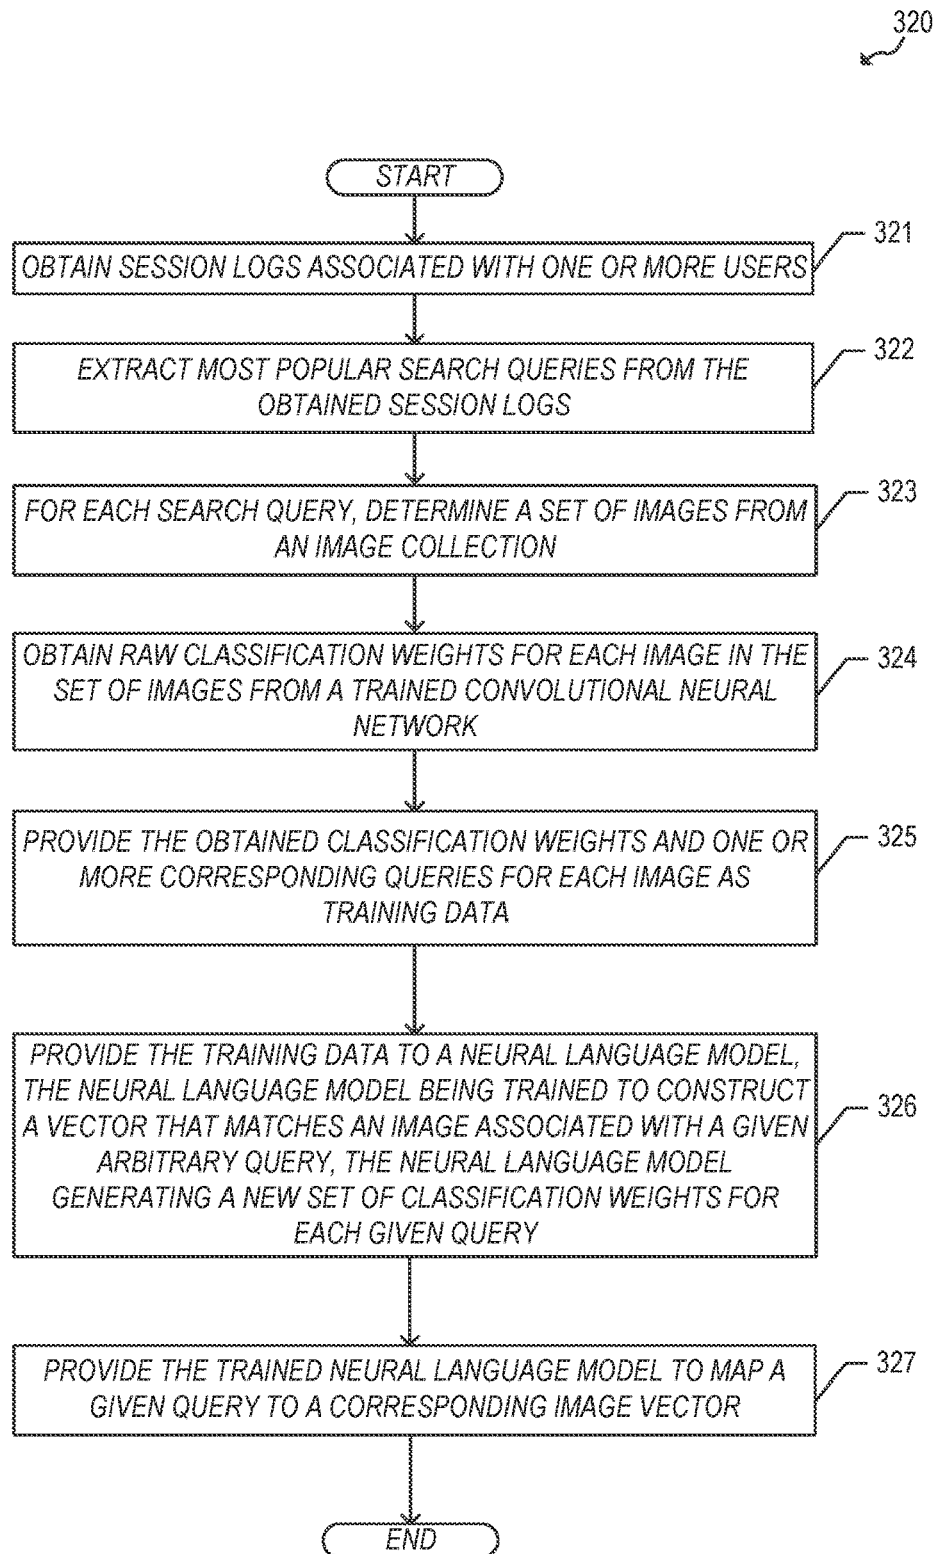 320
START
321
OBTAIN SESSION LOGS ASSOCIATED WITH ONE OR MORE USERS
322
EXTRACT MOST POPULAR SEARCH QUERIES FROM THE
OBTAINED SESSION LOGS
323
FOR EACH SEARCH QUERY, DETERMINE A SET OF IMAGES FROM
AN IMAGE COLLECTION
324
OBTAIN RAW CLASSIFICATION WEIGHTS FOR EACH IMAGE IN THE
SET OF IMAGES FROM A TRAINED CONVOLUTIONAL NEURAL
NETWORK
325
PROVIDE THE OBTAINED CLASSIFICATION WEIGHTS AND ONE OR
MORE CORRESPONDING QUERIES FOR EACH IMAGE AS
TRAINING DATA
326
PROVIDE THE TRAINING DATA TO A NEURAL LANGUAGE MODEL,
THE NEURAL LANGUAGE MODEL BEING TRAINED TO CONSTRUCT
A VECTOR THAT MATCHES AN IMAGE ASSOCIATED WITH A GIVEN
ARBITRARY QUERY, THE NEURAL LANGUAGE MODEL
GENERATING A NEW SET OF CLASSIFICATION WEIGHTS FOR
EACH GIVEN QUERY
327
PROVIDE THE TRAINED NEURAL LANGUAGE MODEL TO MAP A
GIVEN QUERY TO A CORRESPONDING IMAGE VECTOR
END